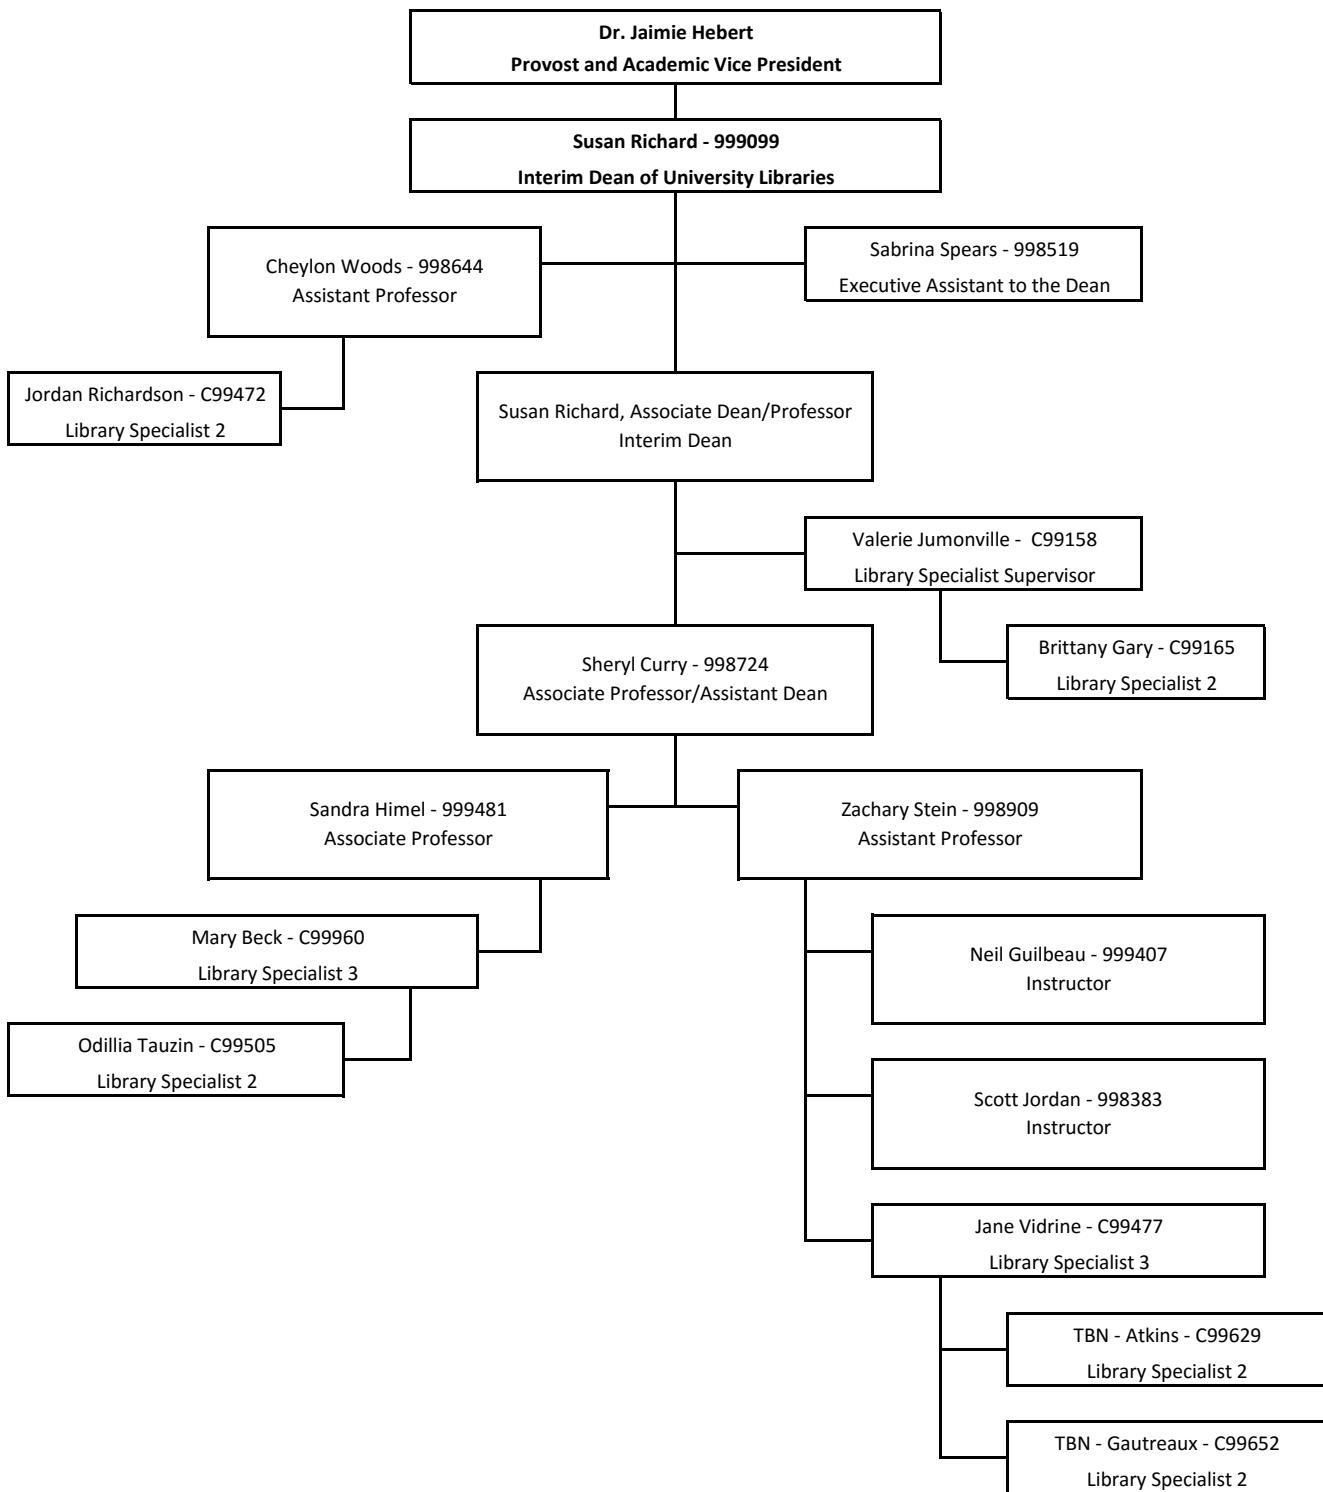 Dr. Jaimie Hebert
Provost and Academic Vice President
Susan Richard - 999099
Interim Dean of University Libraries
Cheylon Woods - 998644
Assistant Professor
Sabrina Spears - 998519
Executive Assistant to the Dean
Jordan Richardson - C99472
Library Specialist 2
Susan Richard, Associate Dean/Professor
Interim Dean
Valerie Jumonville -  C99158
Library Specialist Supervisor
Sheryl Curry - 998724
Associate Professor/Assistant Dean
Brittany Gary - C99165
Library Specialist 2
Sandra Himel - 999481
Associate Professor
Zachary Stein - 998909
Assistant Professor
Mary Beck - C99960
Library Specialist 3
Neil Guilbeau - 999407
Instructor
Odillia Tauzin - C99505
Library Specialist 2
Scott Jordan - 998383
Instructor
Jane Vidrine - C99477
Library Specialist 3
TBN - Atkins - C99629
Library Specialist 2
TBN - Gautreaux - C99652
Library Specialist 2